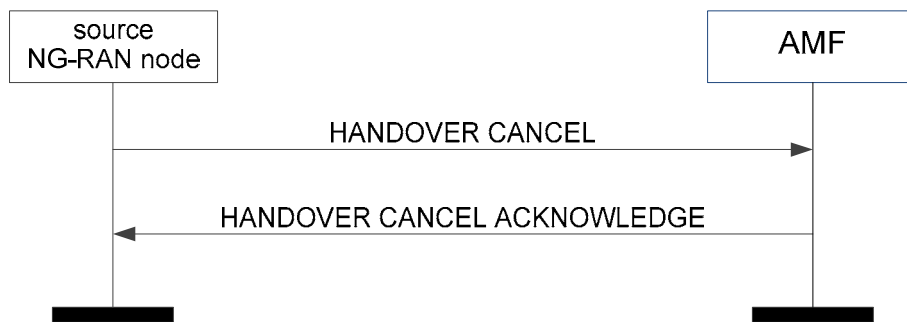 source
NG-RAN node
AMF
HANDOVER CANCEL
HANDOVER CANCEL ACKNOWLEDGE